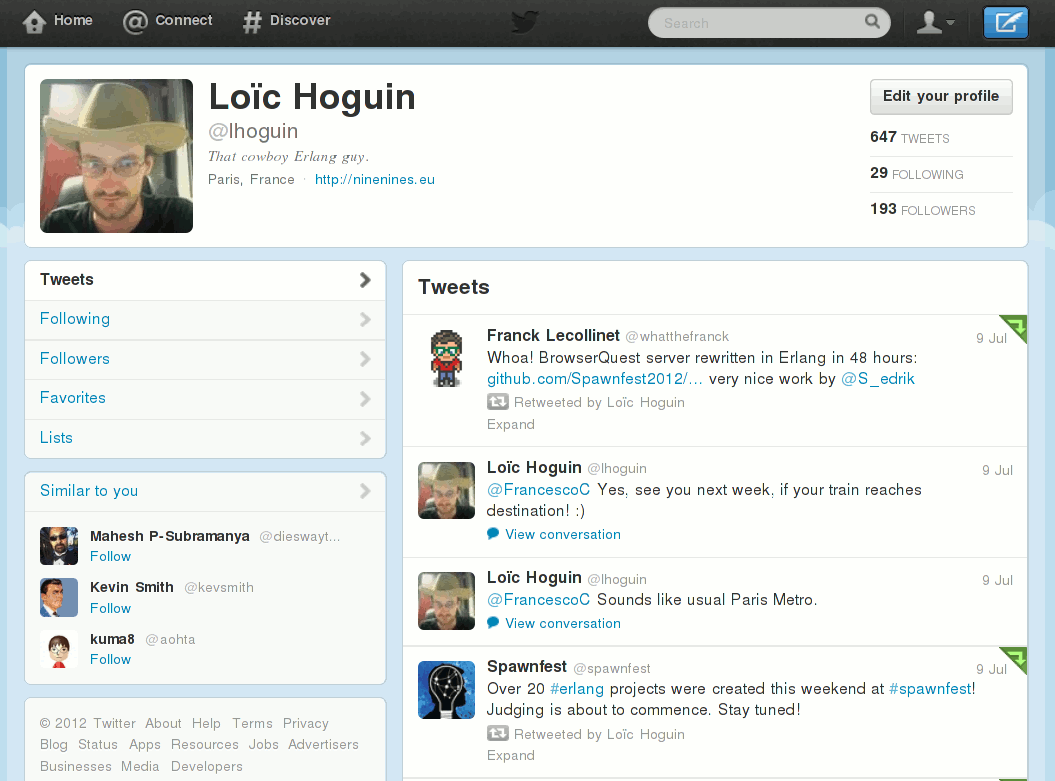 Home @ Connect # Discover
Search
Loïc Hoguin
@lhoguin
That cowboy Erlang guy.
Paris, France · http://ninenines.eu
Edit your profile
647 TWEETS
29 FOLLOWING
193 FOLLOWERS
Tweets
Following
Followers
Favorites
Lists
Similar to you
Mahesh P-Subramanya @dieswayt...
Follow
Kevin Smith @kevsmith
Follow
kuma8 @aohta
Follow
© 2012 Twitter About Help Terms Privacy
Blog Status Apps Resources Jobs Advertisers
Businesses Media Developers
Tweets
Franck Lecollinet @whatthefranck 9 Jul
Whoa! BrowserQuest server rewritten in Erlang in 48 hours:
github.com/Spawnfest2012/... very nice work by @S_edrik
Retweeted by Loïc Hoguin
Expand
Loïc Hoguin @lhoguin 9 Jul
@FrancescoC Yes, see you next week, if your train reaches
destination! :)
View conversation
Loïc Hoguin @lhoguin 9 Jul
@FrancescoC Sounds like usual Paris Metro.
View conversation
Spawnfest @spawnfest 9 Jul
Over 20 #erlang projects were created this weekend at #spawnfest!
Judging is about to commence. Stay tuned!
Retweeted by Loïc Hoguin
Expand